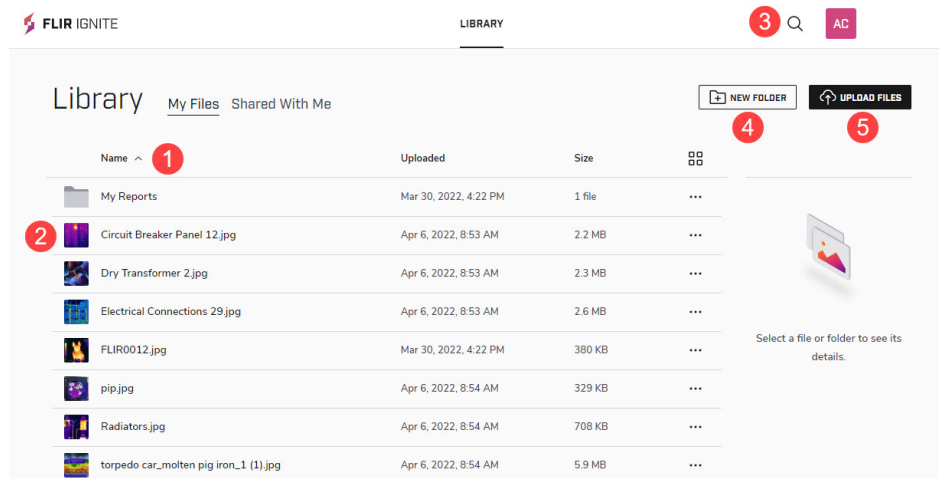 FLIR IGNITE LIBRARY 3 AC
Library My Files Shared With Me NEW FOLDER UPLOAD FILES
4 5
Name 1 Uploaded Size
My Reports Mar 30, 2022, 4:22 PM 1 file
2 Circuit Breaker Panel 12.jpg Apr 6, 2022, 8:53 AM 2.2 MB
Dry Transformer 2.jpg Apr 6, 2022, 8:53 AM 2.3 MB
Electrical Connections 29.jpg Apr 6, 2022, 8:53 AM 2.6 MB
FLIR0012.jpg Mar 30, 2022, 4:22 PM 380 KB
pip.jpg Apr 6, 2022, 8:54 AM 329 KB
Radiators.jpg Apr 6, 2022, 8:54 AM 708 KB
torpedo car_molten pig iron_1 (1).jpg Apr 6, 2022, 8:54 AM 5.9 MB
Select a file or folder to see its
details.